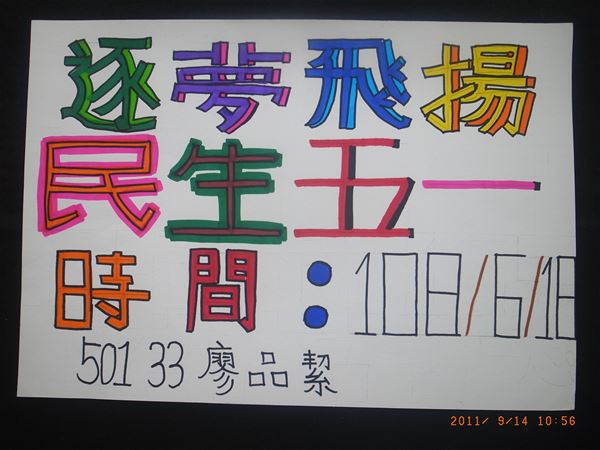 逐夢飛揚
民生五一
時間：108/6/18
501 33 廖品絜
2011/ 9/14 10:56